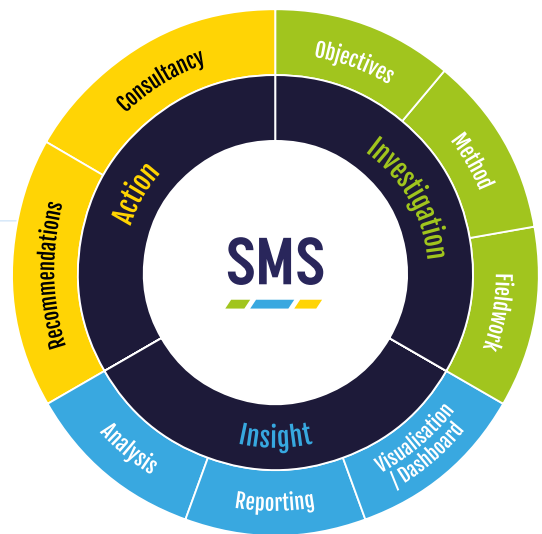 Objectives
Method
Fieldwork
Visualisation
/ Dashboard
Reporting
Analysis
Recommendations
Consultancy
Investigation
Insight
Action
SMS